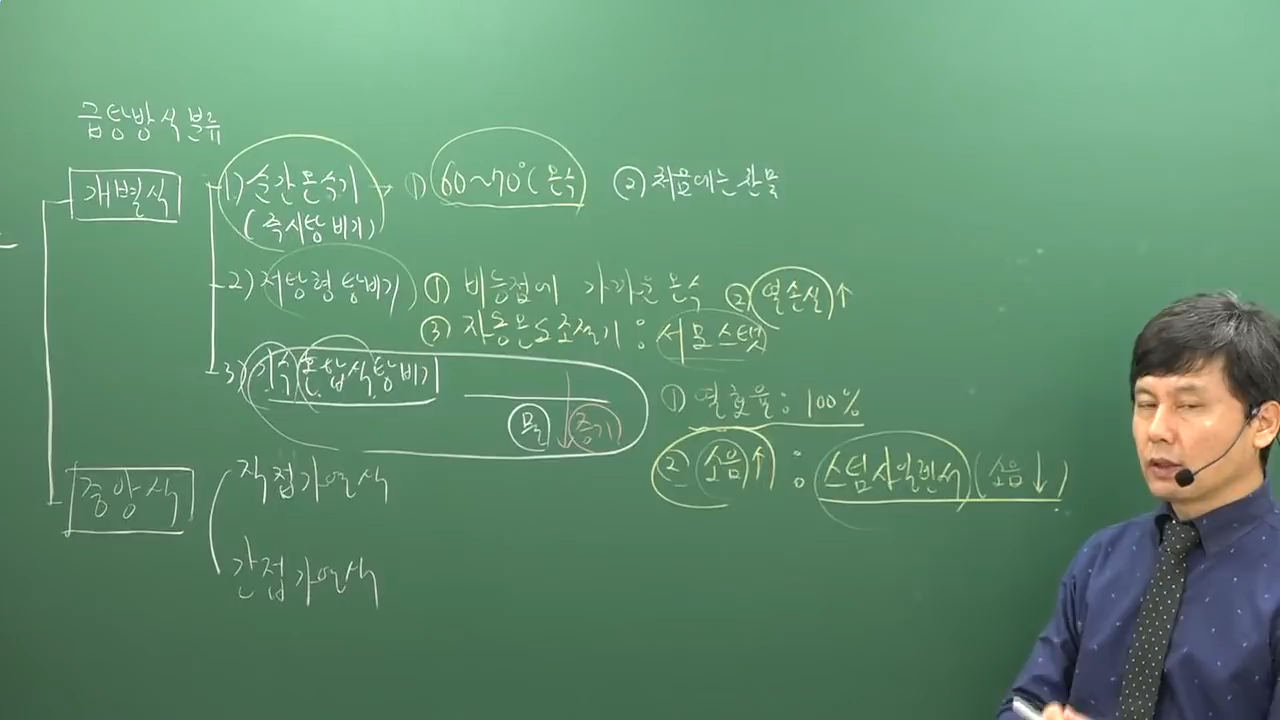 급탕방식 분류
개별식
1) 순간온수기 → ① 60~70℃ 온수 ② 처음에는 찬물
(즉시탕비기)
2) 저탕형탕비기 ① 비등점에 가까운 온수 ② 열손실↑
③ 자동온도조절기 : 서모스탯
3) 기수혼합식탕비기
물 증기
① 열효율 : 100%
② 소음↑ : 스팀사일렌서 (소음↓)
중앙식
직접가열식
간접가열식